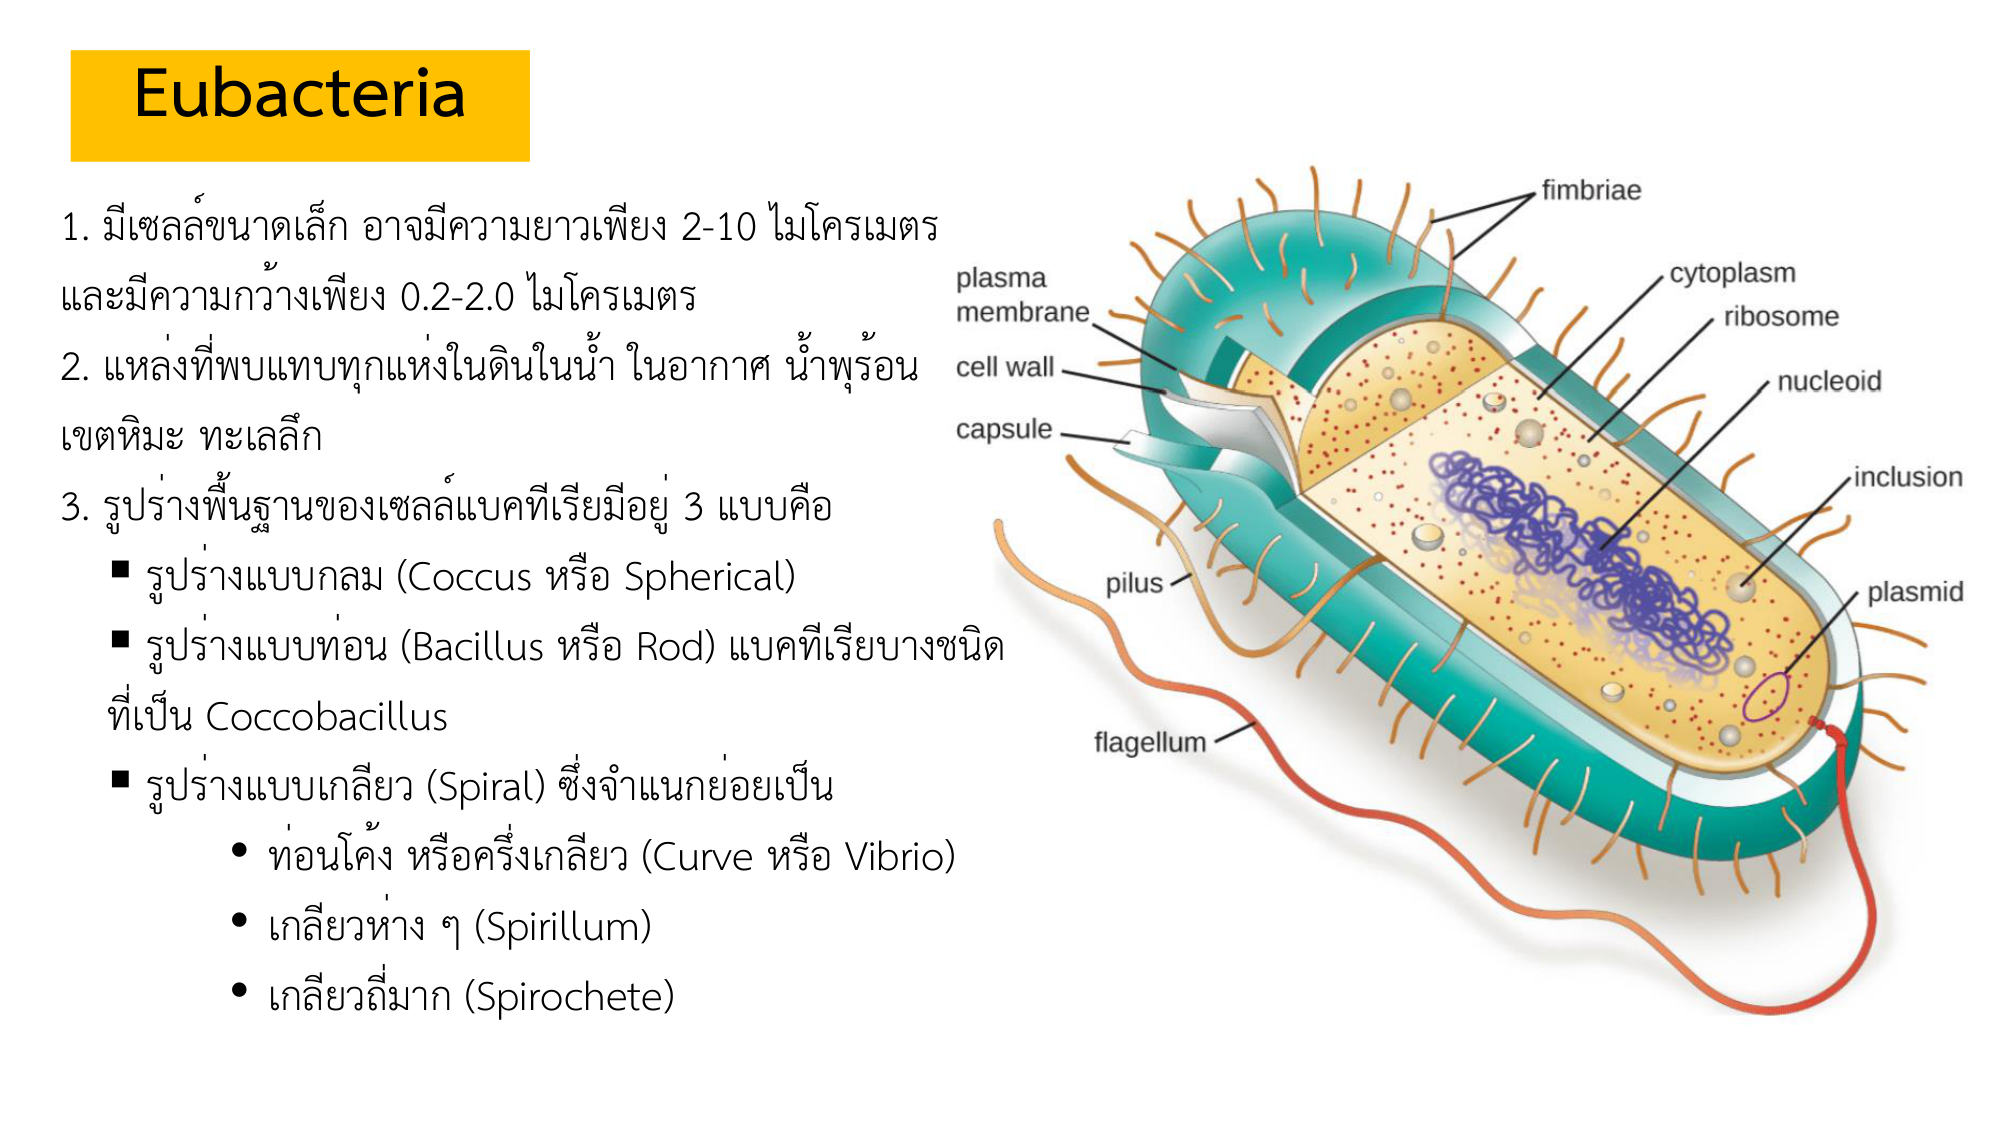 Eubacteria
1. มีเซลล์ขนาดเล็ก อาจมีความยาวเพียง 2-10 ไมโครเมตร
และมีความกว้างเพียง 0.2-2.0 ไมโครเมตร
2. แหล่งที่พบแทบทุกแห่งในดินในน้ำ ในอากาศ น้ำพุร้อน
เขตหิมะ ทะเลลึก
3. รูปร่างพื้นฐานของเซลล์แบคทีเรียมีอยู่ 3 แบบคือ
▪ รูปร่างแบบกลม (Coccus หรือ Spherical)
▪ รูปร่างแบบท่อน (Bacillus หรือ Rod) แบคทีเรียบางชนิด
ที่เป็น Coccobacillus
▪ รูปร่างแบบเกลียว (Spiral) ซึ่งจำแนกย่อยเป็น
• ท่อนโค้ง หรือครึ่งเกลียว (Curve หรือ Vibrio)
• เกลียวห่าง ๆ (Spirillum)
• เกลียวถี่มาก (Spirochete)
fimbriae
plasma
membrane
cytoplasm
ribosome
cell wall
nucleoid
capsule
inclusion
pilus
plasmid
flagellum